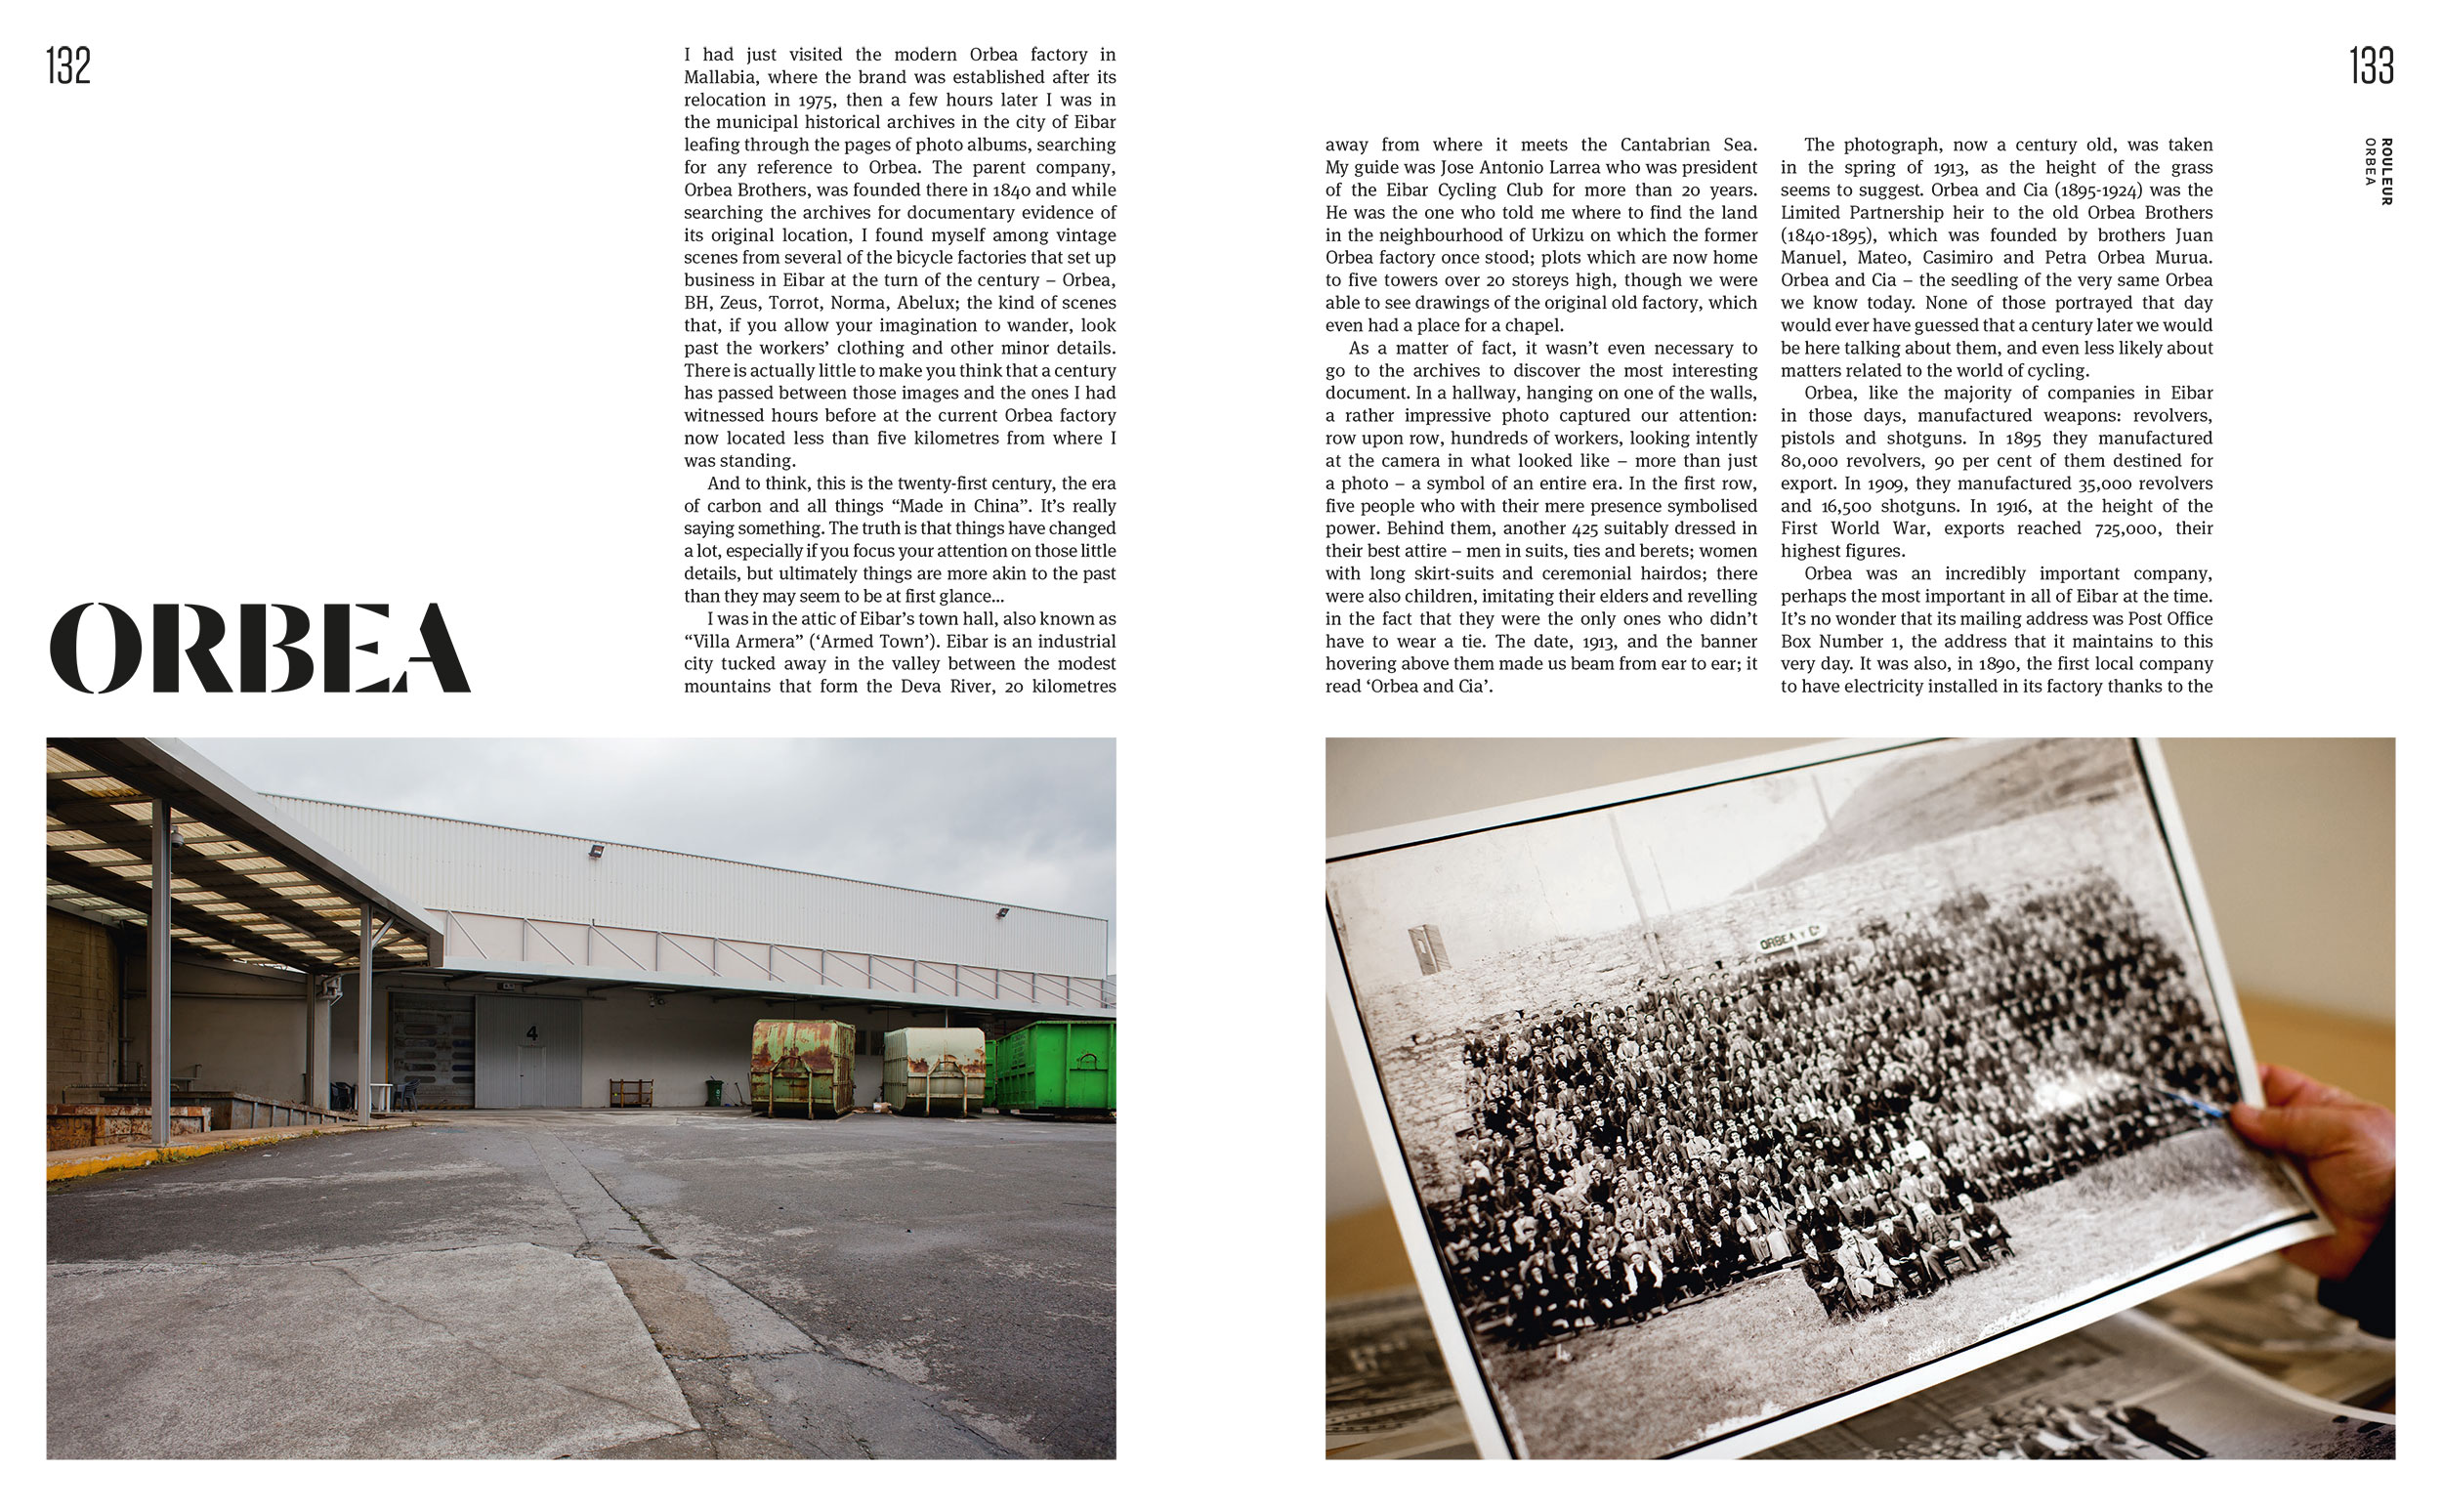 132
I had just visited the modern Orbea factory in
Mallabia, where the brand was established after its
relocation in 1975, then a few hours later I was in
the municipal historical archives in the city of Eibar
leafing through the pages of photo albums, searching
for any reference to Orbea. The parent company,
Orbea Brothers, was founded there in 1840 and while
searching the archives for documentary evidence of
its original location, I found myself among vintage
scenes from several of the bicycle factories that set up
business in Eibar at the turn of the century – Orbea,
BH, Zeus, Torrot, Norma, Abelux; the kind of scenes
that, if you allow your imagination to wander, look
past the workers’ clothing and other minor details.
There is actually little to make you think that a century
has passed between those images and the ones I had
witnessed hours before at the current Orbea factory
now located less than five kilometres from where I
was standing.
And to think, this is the twenty-first century, the era
of carbon and all things “Made in China”. It’s really
saying something. The truth is that things have changed
a lot, especially if you focus your attention on those little
details, but ultimately things are more akin to the past
than they may seem to be at first glance...
I was in the attic of Eibar’s town hall, also known as
“Villa Armera” (‘Armed Town’). Eibar is an industrial
city tucked away in the valley between the modest
mountains that form the Deva River, 20 kilometres
ORBEA
4
133
ROULEUR
ORBEA
away from where it meets the Cantabrian Sea.
My guide was Jose Antonio Larrea who was president
of the Eibar Cycling Club for more than 20 years.
He was the one who told me where to find the land
in the neighbourhood of Urkizu on which the former
Orbea factory once stood; plots which are now home
to five towers over 20 storeys high, though we were
able to see drawings of the original old factory, which
even had a place for a chapel.
As a matter of fact, it wasn’t even necessary to
go to the archives to discover the most interesting
document. In a hallway, hanging on one of the walls,
a rather impressive photo captured our attention:
row upon row, hundreds of workers, looking intently
at the camera in what looked like – more than just
a photo – a symbol of an entire era. In the first row,
five people who with their mere presence symbolised
power. Behind them, another 425 suitably dressed in
their best attire – men in suits, ties and berets; women
with long skirt-suits and ceremonial hairdos; there
were also children, imitating their elders and revelling
in the fact that they were the only ones who didn’t
have to wear a tie. The date, 1913, and the banner
hovering above them made us beam from ear to ear; it
read ‘Orbea and Cia’.
The photograph, now a century old, was taken
in the spring of 1913, as the height of the grass
seems to suggest. Orbea and Cia (1895-1924) was the
Limited Partnership heir to the old Orbea Brothers
(1840-1895), which was founded by brothers Juan
Manuel, Mateo, Casimiro and Petra Orbea Murua.
Orbea and Cia – the seedling of the very same Orbea
we know today. None of those portrayed that day
would ever have guessed that a century later we would
be here talking about them, and even less likely about
matters related to the world of cycling.
Orbea, like the majority of companies in Eibar
in those days, manufactured weapons: revolvers,
pistols and shotguns. In 1895 they manufactured
80,000 revolvers, 90 per cent of them destined for
export. In 1909, they manufactured 35,000 revolvers
and 16,500 shotguns. In 1916, at the height of the
First World War, exports reached 725,000, their
highest figures.
Orbea was an incredibly important company,
perhaps the most important in all of Eibar at the time.
It’s no wonder that its mailing address was Post Office
Box Number 1, the address that it maintains to this
very day. It was also, in 1890, the first local company
to have electricity installed in its factory thanks to the
ORBEA Y Cª